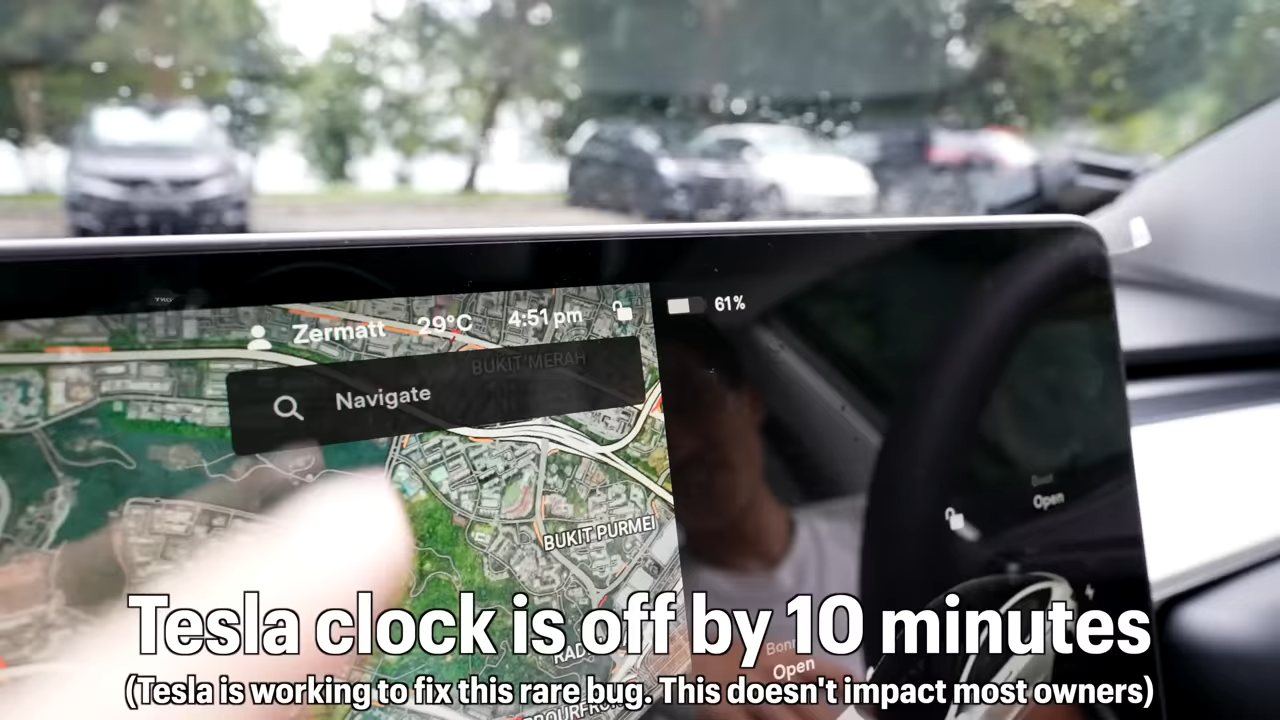 Zermatt 29°C 4:51 pm 61%
BUKIT MERAH
Navigate
Open
BUKIT PURMEI
Tesla clock is off by 10 minutes
Open
(Tesla is working to fix this rare bug. This doesn't impact most owners)